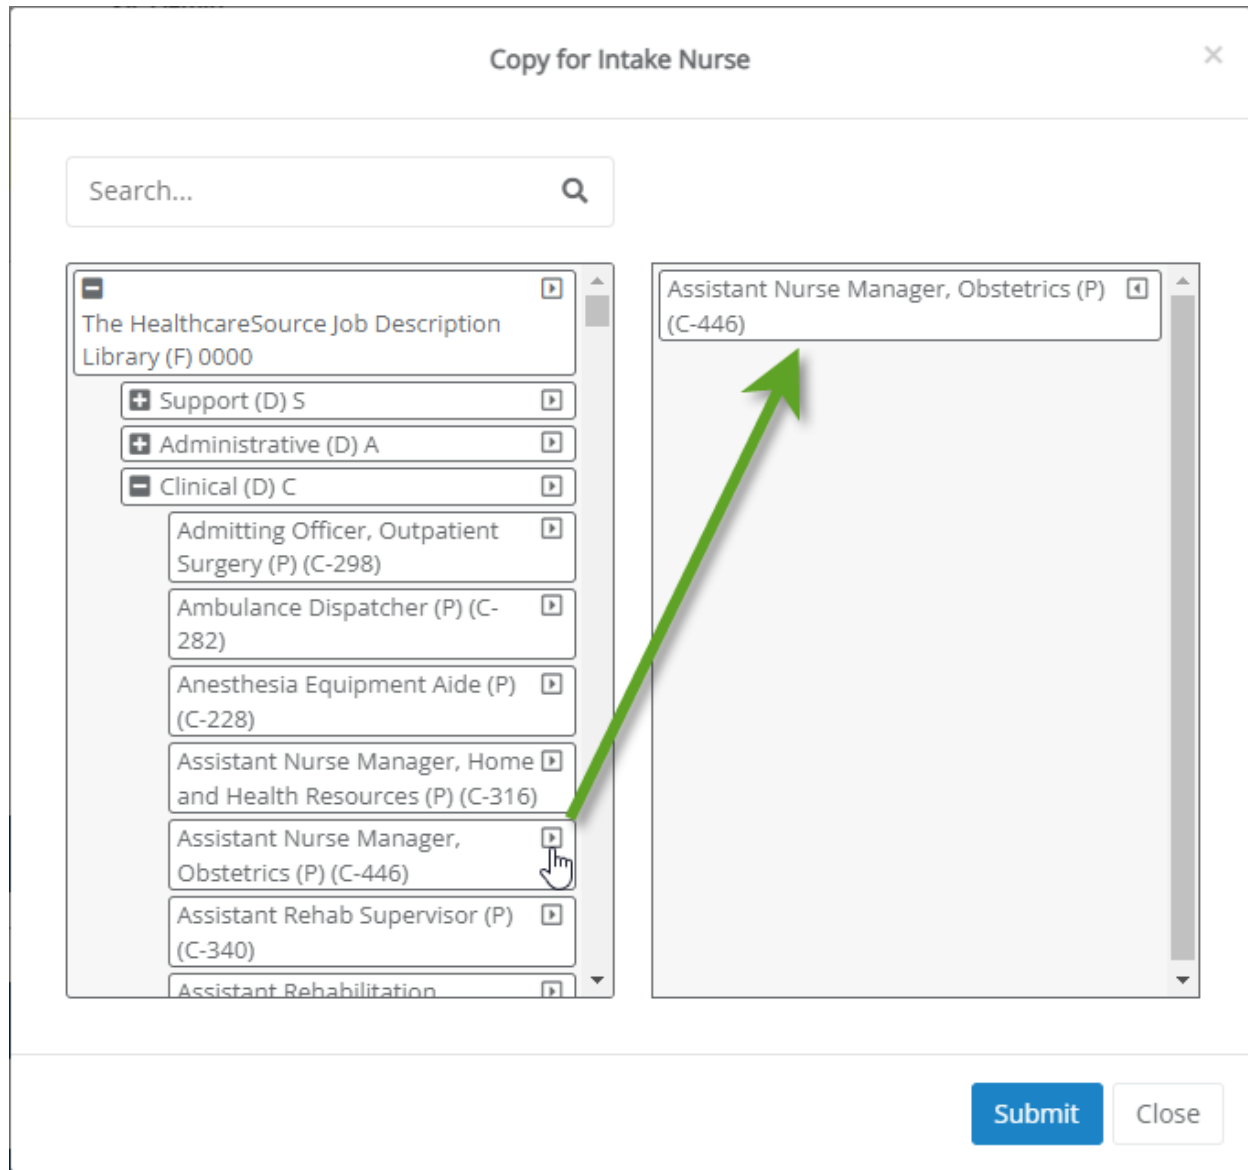 Copy for Intake Nurse
Search...
The HealthcareSource Job Description
Library (F) 0000
Support (D) S
Administrative (D) A
Clinical (D) C
Admitting Officer, Outpatient
Surgery (P) (C-298)
Ambulance Dispatcher (P) (C-
282)
Anesthesia Equipment Aide (P)
(C-228)
Assistant Nurse Manager, Home
and Health Resources (P) (C-316)
Assistant Nurse Manager,
Obstetrics (P) (C-446)
Assistant Rehab Supervisor (P)
(C-340)
Assistant Rehabilitation
Assistant Nurse Manager, Obstetrics (P)
(C-446)
Submit
Close